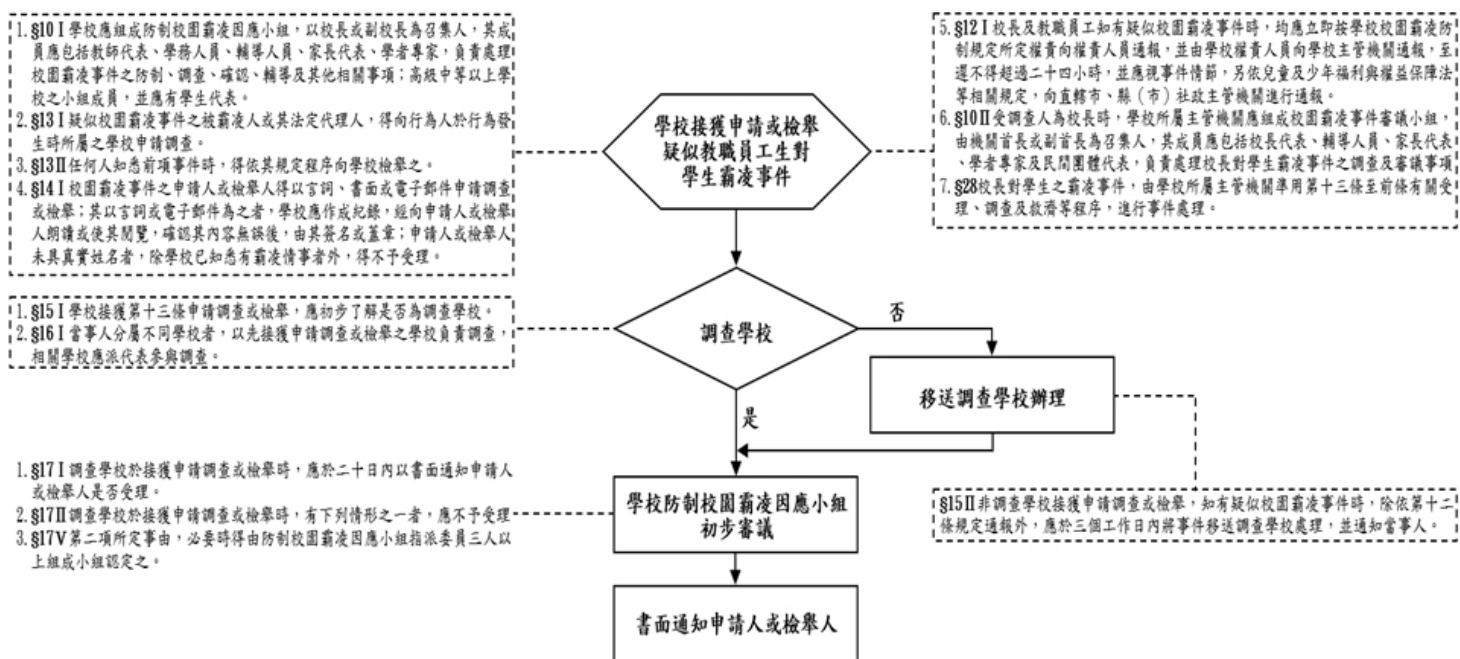 1. §10Ⅰ學校應組成防制校園霸凌因應小組，以校長或副校長為召集人，其成
員應包括教師代表、學務人員、輔導人員、家長代表、學者專家，負責處理
校園霸凌事件之防制、調查、確認、輔導及其他相關事項；高級中等以上學
校之小組成員，並應有學生代表。
2. §13Ⅰ疑似校園霸凌事件之被霸凌人或其法定代理人，得向行為人於行為發
生時所屬之學校申請調查。
3. §13Ⅱ任何人知悉前項事件時，得依其規定程序向學校檢舉之。
4. §14Ⅰ校園霸凌事件之申請人或檢舉人得以言詞、書面或電子郵件申請調查
或檢舉；其以言詞或電子郵件為之者，學校應作成紀錄，經向申請人或檢舉
人朗讀或使其閱覽，確認其內容無誤後，由其簽名或蓋章；申請人或檢舉人
未具真實姓名者，除學校已知悉有霸凌情事者外，得不予受理。
學校接獲申請或檢舉
疑似教職員工生對
學生霸凌事件
5. §12Ⅰ校長及教職員工知有疑似校園霸凌事件時，均應立即按學校校園霸凌防
制規定所定權責向權責人員通報，並由學校權責人員向學校主管機關通報，至
遲不得超過二十四小時，並應視事件情節，另依兒童及少年福利與權益保障法
等相關規定，向直轄市、縣（市）社政主管機關進行通報。
6. §10Ⅱ受調查人為校長時，學校所屬主管機關應組成校園霸凌事件審議小組，
由機關首長或副首長為召集人，其成員應包括校長代表、輔導人員、家長代表
、學者專家及民間團體代表，負責處理校長對學生霸凌事件之調查及審議事項
7. §28校長對學生之霸凌事件，由學校所屬主管機關準用第十三條至前條有關受
理、調查及救濟等程序，進行事件處理。
1. §15Ⅰ學校接獲第十三條申請調查或檢舉，應初步了解是否為調查學校。
2. §16Ⅰ當事人分屬不同學校者，以先接獲申請調查或檢舉之學校負責調查，
相關學校應派代表參與調查。
調查學校
否
移送調查學校辦理
是
1. §17Ⅰ調查學校於接獲申請調查或檢舉時，應於二十日內以書面通知申請人
或檢舉人是否受理。
2. §17Ⅱ調查學校於接獲申請調查或檢舉時，有下列情形之一者，應不予受理
3. §17Ⅴ第二項所定事由，必要時得由防制校園霸凌因應小組指派委員三人以
上組成小組認定之。
學校防制校園霸凌因應小組
初步審議
§15Ⅱ非調查學校接獲申請調查或檢舉，知有疑似校園霸凌事件時，除依第十二
條規定通報外，應於三個工作日內將事件移送調查學校處理，並通知當事人。
書面通知申請人或檢舉人